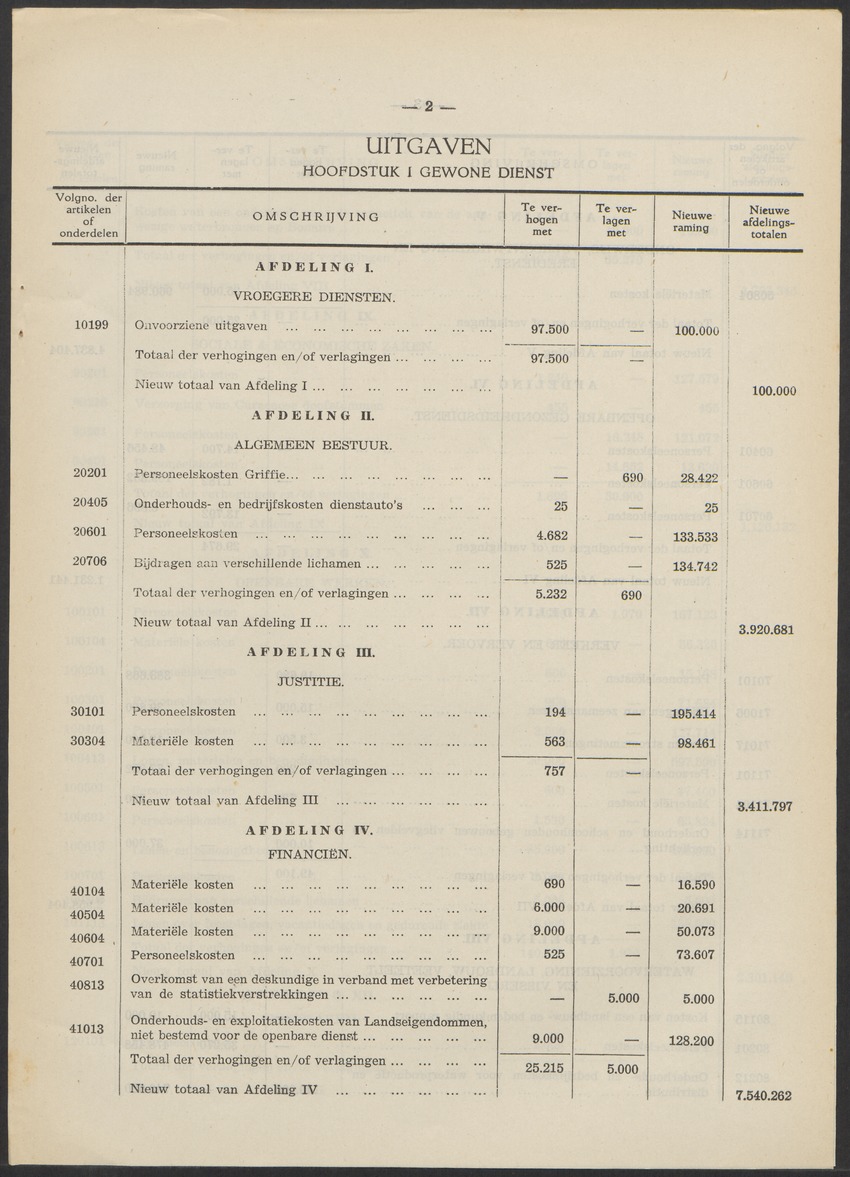 — 2 —
UITGAVEN
HOOFDSTUK I GEWONE DIENST
Volgno. der artikelen of onderdelen | OMSCHRIJVING | Te ver-hogen met | Te ver-lagen met | Nieuwe raming | Nieuwe afdelings-totalen
AFDELING I.
VROEGERE DIENSTEN.
10199 Onvoorziene uitgaven ... ... ... ... ... ... ... ... 97.500 — 100.000
Totaal der verhogingen en/of verlagingen ... ... ... ... 97.500 —
Nieuw totaal van Afdeling I ... ... ... ... ... ... ... 100.000
AFDELING II.
ALGEMEEN BESTUUR.
20201 Personeelskosten Griffie... ... ... ... ... ... ... ... — 690 28.422
20405 Onderhouds- en bedrijfskosten dienstauto's ... ... ... 25 — 25
20601 Personeelskosten ... ... ... ... ... ... ... ... ... 4.682 — 133.533
20706 Bijdragen aan verschillende lichamen ... ... ... ... ... 525 — 134.742
Totaal der verhogingen en/of verlagingen ... ... ... ... 5.232 690
Nieuw totaal van Afdeling II ... ... ... ... ... ... ... 3.920.681
AFDELING III.
JUSTITIE.
30101 Personeelskosten ... ... ... ... ... ... ... ... ... 194 — 195.414
30304 Materiële kosten ... ... ... ... ... ... ... ... ... 563 — 98.461
Totaal der verhogingen en/of verlagingen ... ... ... ... 757 —
Nieuw totaal van Afdeling III ... ... ... ... ... ... 3.411.797
AFDELING IV.
FINANCIËN.
40104 Materiële kosten ... ... ... ... ... ... ... ... ... 690 — 16.590
40504 Materiële kosten ... ... ... ... ... ... ... ... .. 6.000 — 20.691
40604 Materiële kosten ... ... ... ... ... ... ... ... ... 9.000 — 50.073
40701 Personeelskosten ... ... ... ... ... ... ... ... ... 525 — 73.607
40813 Overkomst van een deskundige in verband met verbetering
van de statistiekverstrekkingen ... ... ... ... ... ... — 5.000 5.000
41013 Onderhouds- en exploitatiekosten van Landseigendommen,
niet bestemd voor de openbare dienst ... ... ... ... ... 9.000 — 128.200
Totaal der verhogingen en/of verlagingen ... ... ... ... 25.215 5.000
Nieuw totaal van Afdeling IV ... ... ... ... ... ... 7.540.262